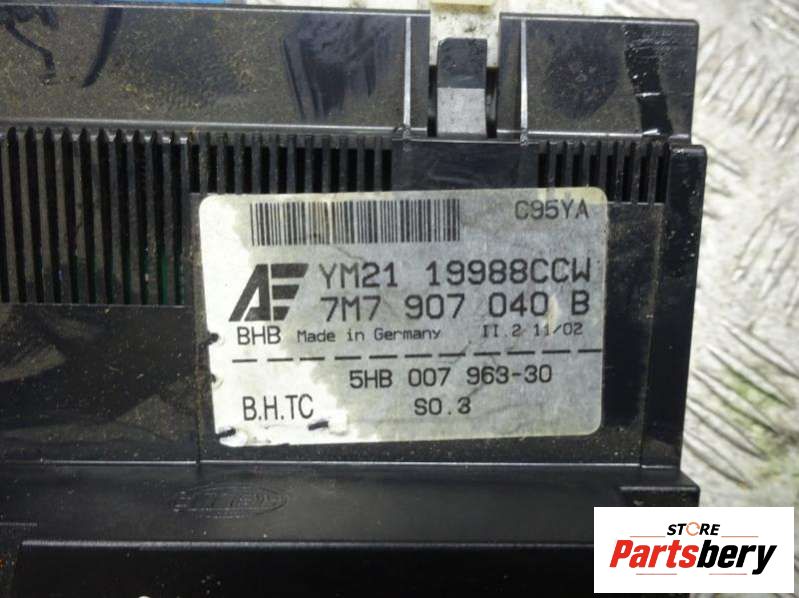 C95YA
AE YM21 19988CCW
7M7 907 040 B
BHB Made in Germany II.2 11/02
5HB 007 963-30
B.H.TC SO.3
STORE
Partsbery